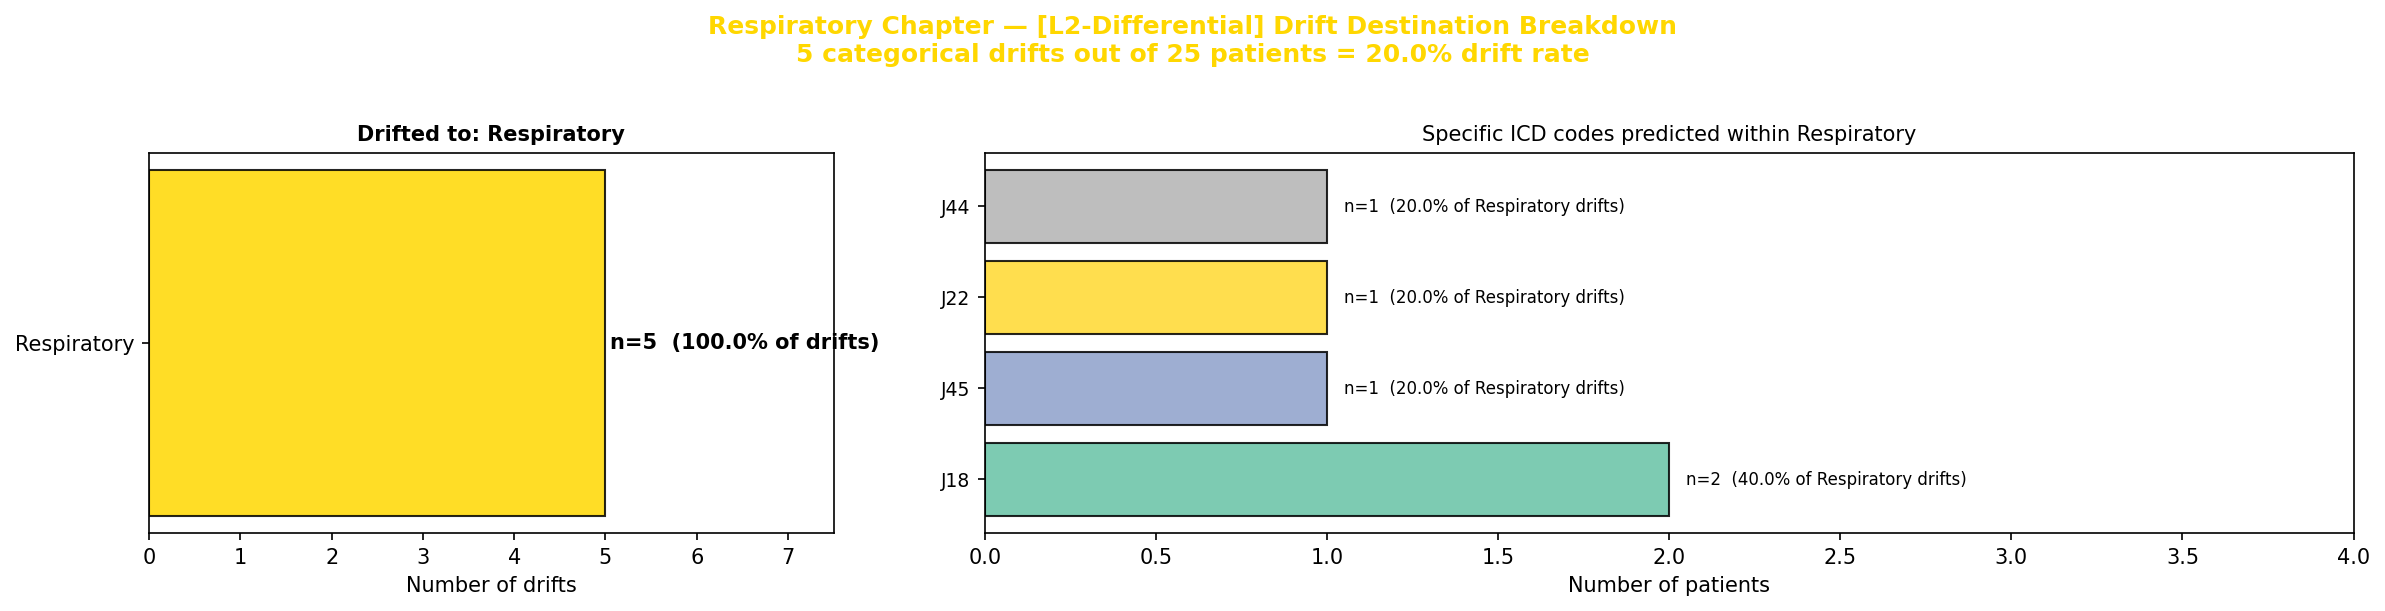 Respiratory Chapter — [L2-Differential] Drift Destination Breakdown
5 categorical drifts out of 25 patients = 20.0% drift rate
Drifted to: Respiratory
Respiratory
n=5 (100.0% of drifts)
0 1 2 3 4 5 6 7
Number of drifts
Specific ICD codes predicted within Respiratory
J44
n=1 (20.0% of Respiratory drifts)
J22
n=1 (20.0% of Respiratory drifts)
J45
n=1 (20.0% of Respiratory drifts)
J18
n=2 (40.0% of Respiratory drifts)
0.0 0.5 1.0 1.5 2.0 2.5 3.0 3.5 4.0
Number of patients